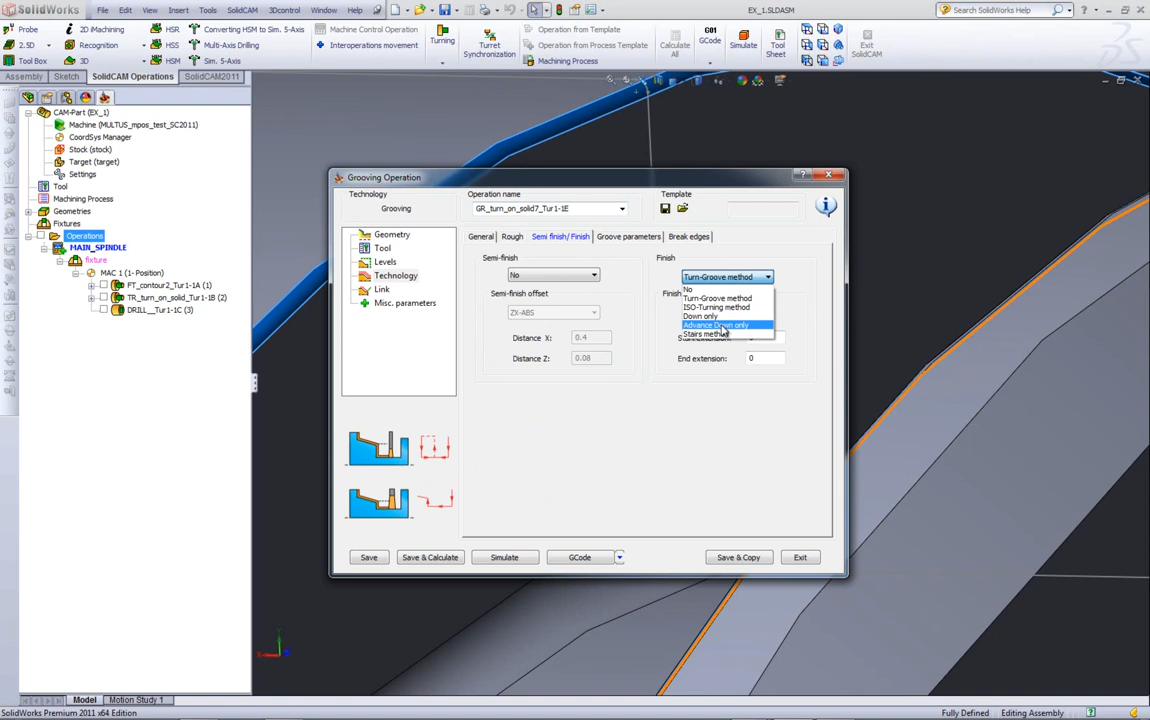 SolidWorks
File Edit View Insert Tools SolidCAM 3Dcontrol Window Help
EX_1.SLDASM
Search SolidWorks Help
Probe
2D iMachining
HSR
Converting HSM to Sim. 5-Axis
Machine Control Operation
Operation from Template
2.5D
Recognition
HSS
Multi-Axis Drilling
Interoperations movement
Operation from Process Template
Tool Box
3D
HSM
Sim. 5-Axis
Machining Process
Turning
Turret Synchronization
Calculate All
G01
GCode
Simulate
Tool Sheet
Exit SolidCAM
Assembly Sketch SolidCAM Operations SolidCAM2011
CAM-Part (EX_1)
Machine (MULTUS_mpos_test_SC2011)
CoordSys Manager
Stock (stock)
Target (target)
Settings
Tool
Machining Process
Geometries
Fixtures
Operations
MAIN_SPINDLE
fixture
MAC 1 (1- Position)
FT_contour2_Tur1-1A (1)
TR_turn_on_solid_Tur1-1B (2)
DRILL__Tur1-1C (3)
Grooving Operation
Technology
Grooving
Operation name
GR_turn_on_solid7_Tur1-1E
Template
Geometry
Tool
Levels
Technology
Link
Misc. parameters
General Rough Semi finish/ Finish Groove parameters Break edges
Semi-finish
No
Semi-finish offset
ZX-ABS
Distance X: 0.4
Distance Z: 0.08
Finish
Turn-Groove method
No
Turn-Groove method
ISO-Turning method
Down only
Advance Down only
Stairs method
Finish
End extension: 0
Save Save & Calculate Simulate GCode Save & Copy Exit
Model Motion Study 1
SolidWorks Premium 2011 x64 Edition
Fully Defined
Editing Assembly